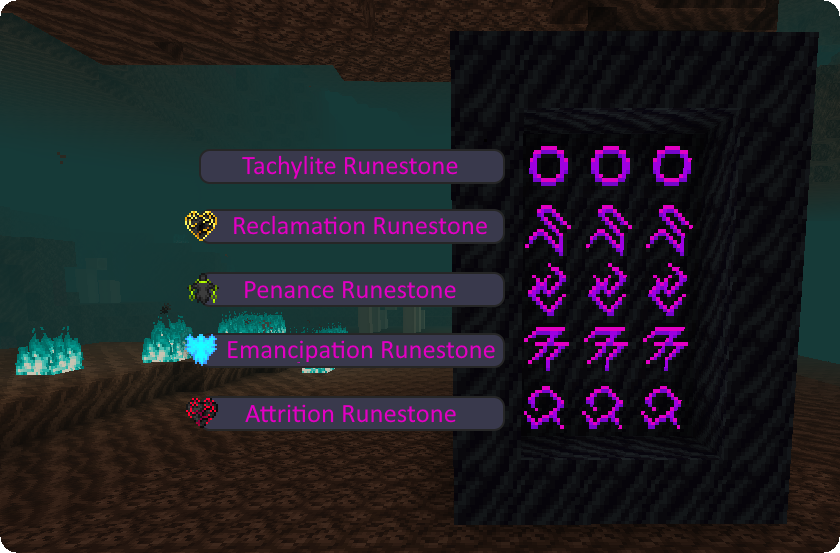 Tachylite Runestone
Reclamation Runestone
Penance Runestone
Emancipation Runestone
Attrition Runestone